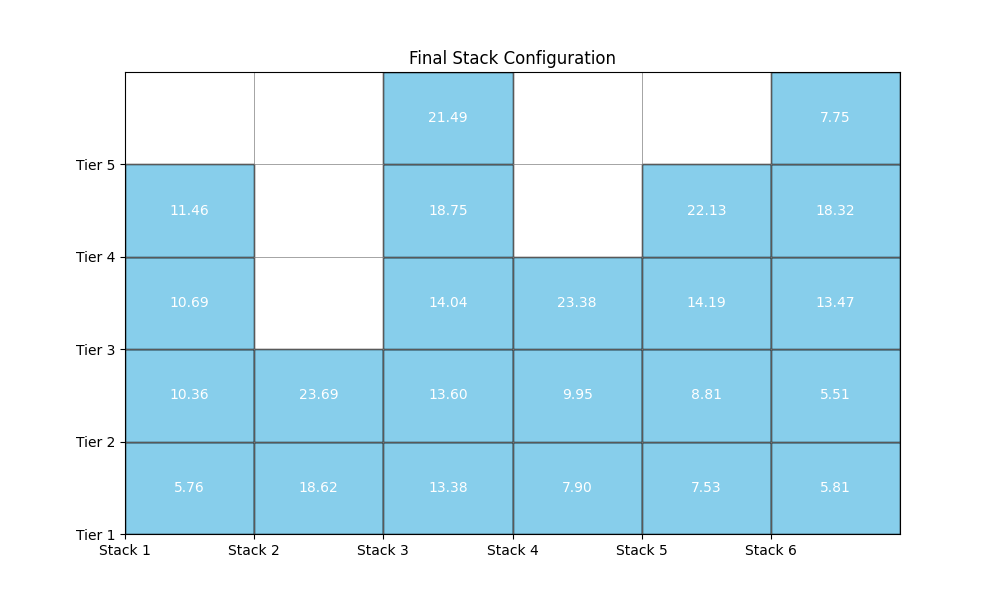 Final Stack Configuration
21.49 7.75
Tier 5
11.46 18.75 22.13 18.32
Tier 4
10.69 14.04 23.38 14.19 13.47
Tier 3
10.36 23.69 13.60 9.95 8.81 5.51
Tier 2
5.76 18.62 13.38 7.90 7.53 5.81
Tier 1
Stack 1 Stack 2 Stack 3 Stack 4 Stack 5 Stack 6